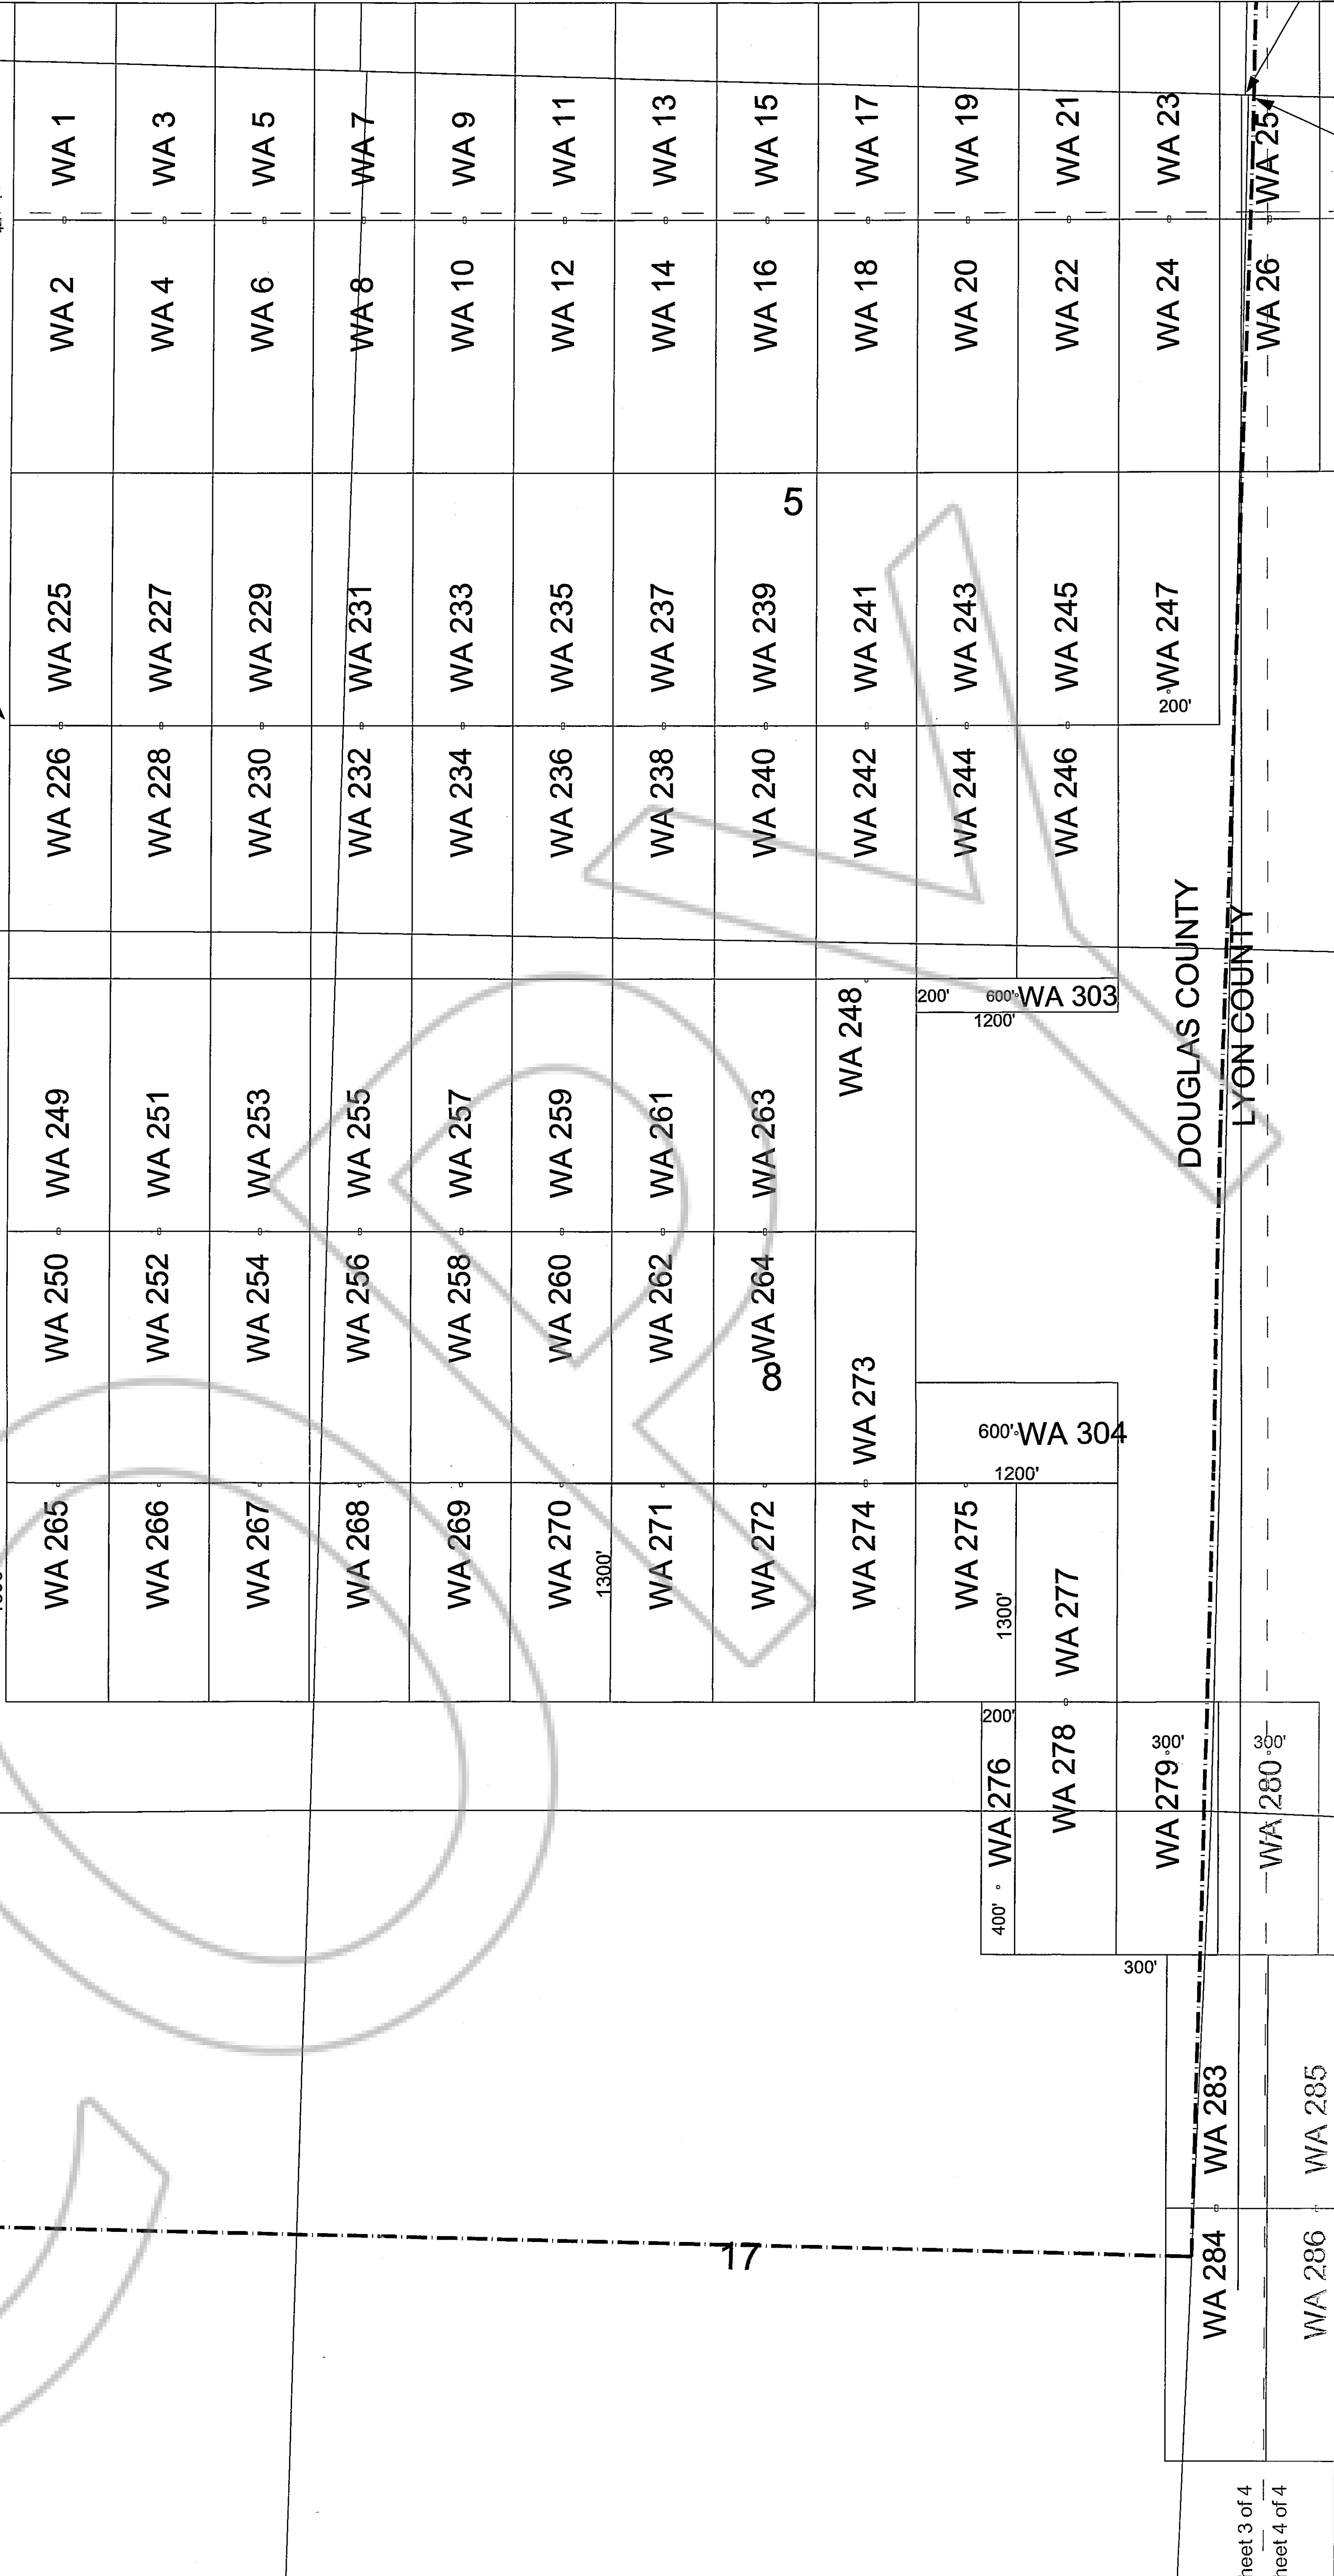 WA 1
WA 3
WA 5
WA 7
WA 9
WA 11
WA 13
WA 15
WA 17
WA 19
WA 21
WA 23
WA 25
WA 2
WA 4
WA 6
WA 8
WA 10
WA 12
WA 14
WA 16
WA 18
WA 20
WA 22
WA 24
WA 26
5
WA 225
WA 227
WA 229
WA 231
WA 233
WA 235
WA 237
WA 239
WA 241
WA 243
WA 245
WA 247
200'
WA 226
WA 228
WA 230
WA 232
WA 234
WA 236
WA 238
WA 240
WA 242
WA 244
WA 246
DOUGLAS COUNTY
LYON COUNTY
WA 248
200'
600'
WA 303
1200'
WA 249
WA 251
WA 253
WA 255
WA 257
WA 259
WA 261
WA 263
WA 250
WA 252
WA 254
WA 256
WA 258
WA 260
WA 262
WA 264
8
WA 273
600'
WA 304
1200'
WA 265
WA 266
WA 267
WA 268
WA 269
WA 270
1300'
WA 271
WA 272
WA 274
WA 275
1300'
WA 277
200'
WA 276
400'
WA 278
300'
WA 279
300'
WA 280
300'
WA 283
WA 285
17
WA 284
WA 286
heet 3 of 4
heet 4 of 4
COPY